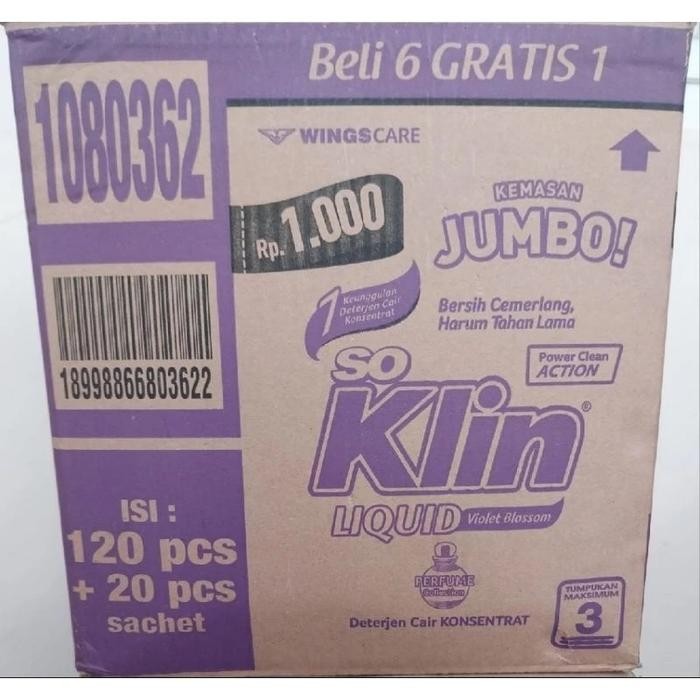 Beli 6 GRATIS 1
1080362
WINGSCARE
Rp.1.000
KEMASAN
JUMBO!
7 Keunggulan
Deterjen Cair
Konsentrat
Bersih Cemerlang,
Harum Tahan Lama
Power Clean
ACTION
18998866803622
SO
Klin®
LIQUID Violet Blossom
PERFUME
Collection
Deterjen Cair KONSENTRAT
ISI :
120 pcs
+ 20 pcs
sachet
TUMPUKAN
MAKSIMUM
3